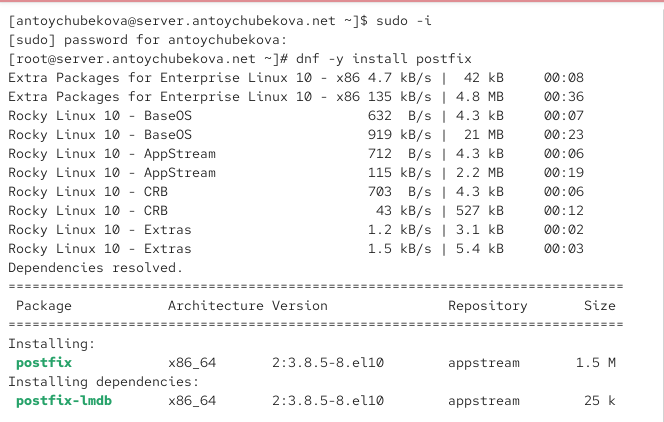 [antoychubekova@server.antoychubekova.net ~]$ sudo -i
[sudo] password for antoychubekova:
[root@server.antoychubekova.net ~]# dnf -y install postfix
Extra Packages for Enterprise Linux 10 - x86 4.7 kB/s |  42 kB     00:08
Extra Packages for Enterprise Linux 10 - x86 135 kB/s | 4.8 MB     00:36
Rocky Linux 10 - BaseOS                      632  B/s | 4.3 kB     00:07
Rocky Linux 10 - BaseOS                      919 kB/s |  21 MB     00:23
Rocky Linux 10 - AppStream                   712  B/s | 4.3 kB     00:06
Rocky Linux 10 - AppStream                   115 kB/s | 2.2 MB     00:19
Rocky Linux 10 - CRB                         703  B/s | 4.3 kB     00:06
Rocky Linux 10 - CRB                          43 kB/s | 527 kB     00:12
Rocky Linux 10 - Extras                      1.2 kB/s | 3.1 kB     00:02
Rocky Linux 10 - Extras                      1.5 kB/s | 5.4 kB     00:03
Dependencies resolved.
=============================================================================
 Package            Architecture Version               Repository       Size
=============================================================================
Installing:
 postfix            x86_64       2:3.8.5-8.el10        appstream       1.5 M
Installing dependencies:
 postfix-lmdb       x86_64       2:3.8.5-8.el10        appstream        25 k